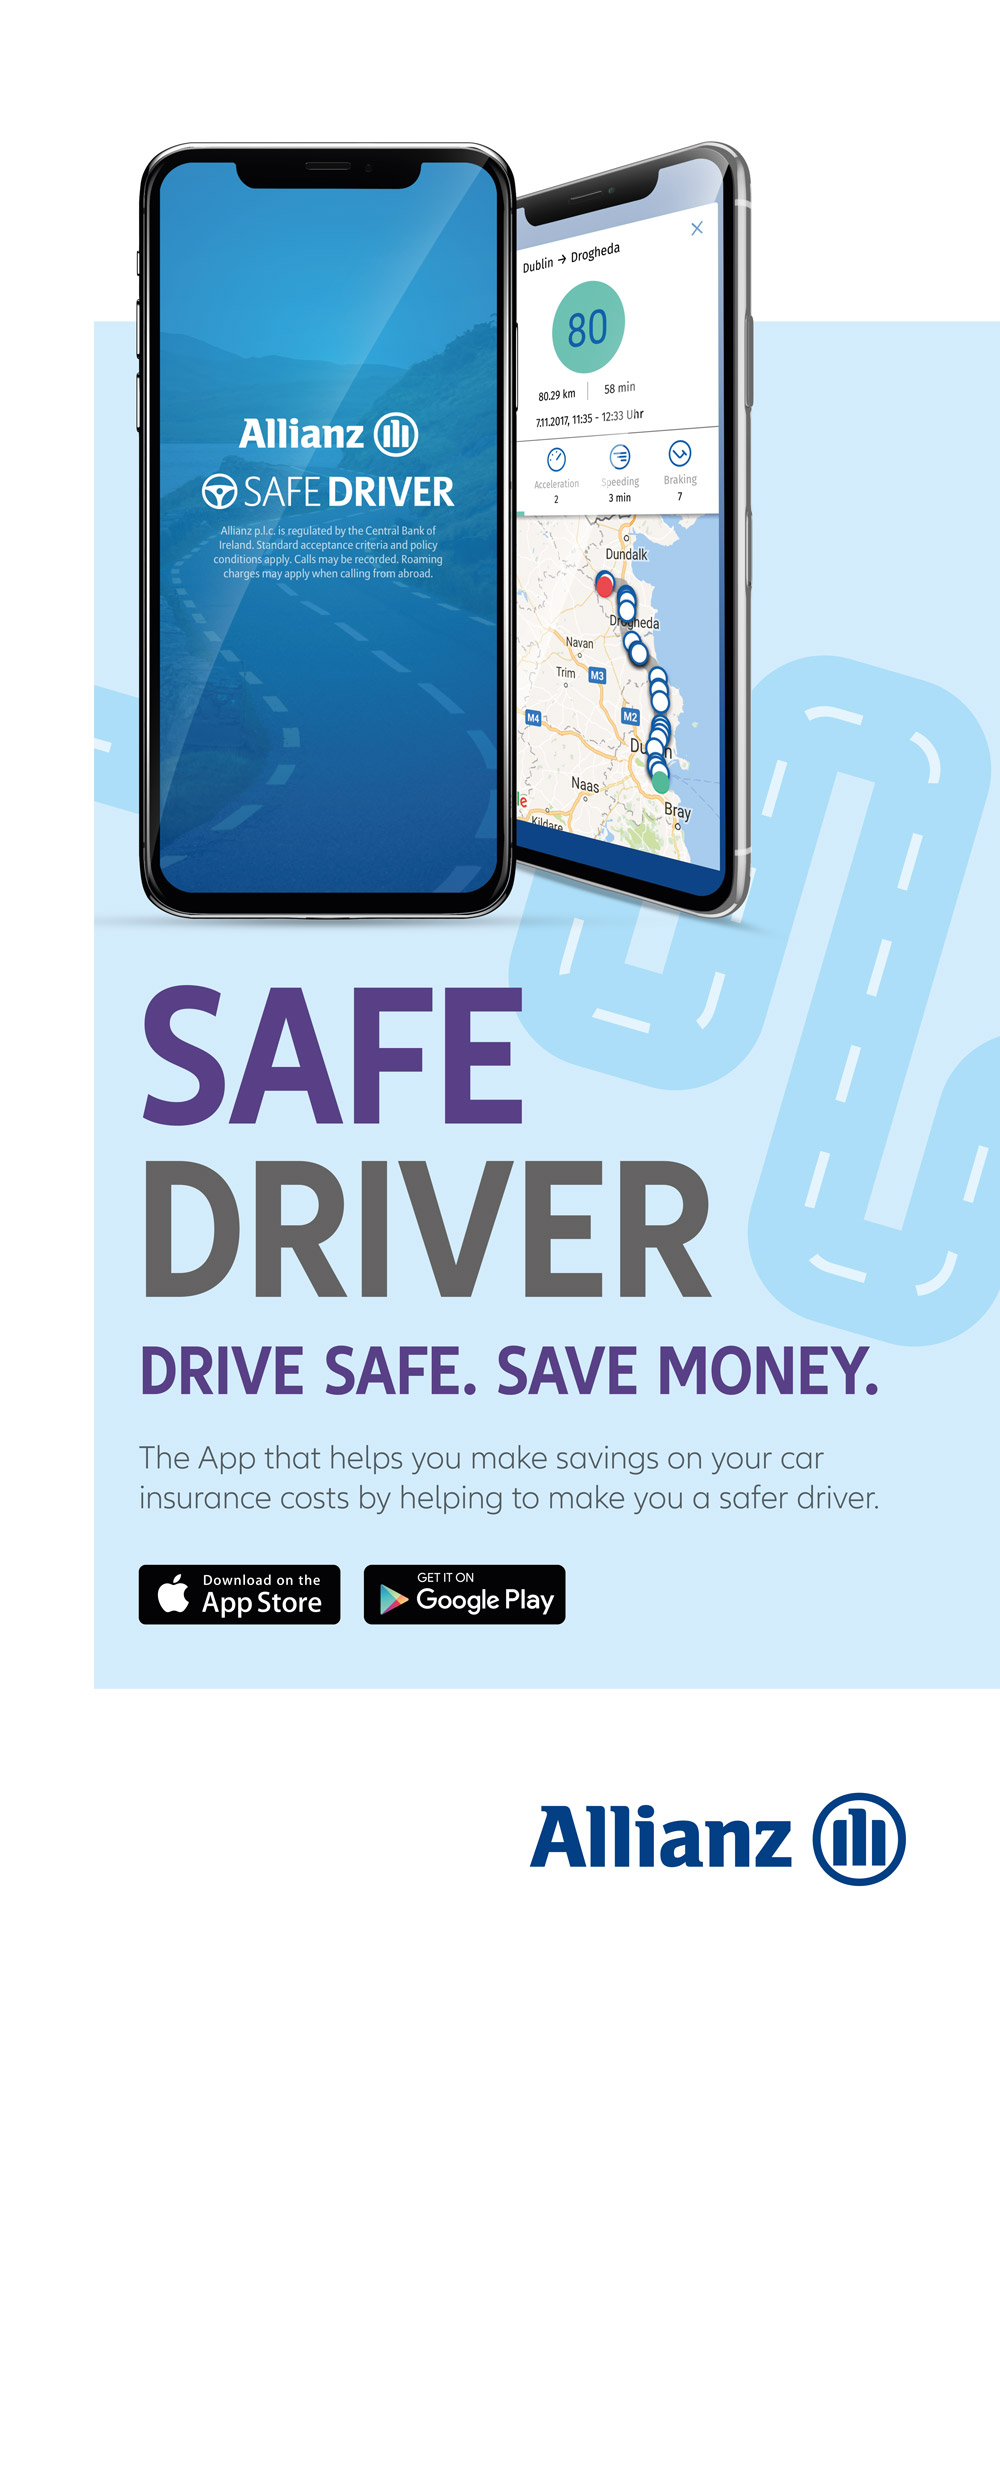 Allianz
SAFE DRIVER
Allianz p.l.c. is regulated by the Central Bank of
Ireland. Standard acceptance criteria and policy
conditions apply. Calls may be recorded. Roaming
charges may apply when calling from abroad.
Dublin → Drogheda
80
80.29 km | 58 min
7.11.2017, 11:35 - 12:33 Uhr
Acceleration Speeding Braking
2 3 min 7
Dundalk
Drogheda
Navan
Trim
M3
M4
M2
Dublin
Naas
Bray
Kildare
SAFE
DRIVER
DRIVE SAFE. SAVE MONEY.
The App that helps you make savings on your car
insurance costs by helping to make you a safer driver.
Download on the
App Store
GET IT ON
Google Play
Allianz